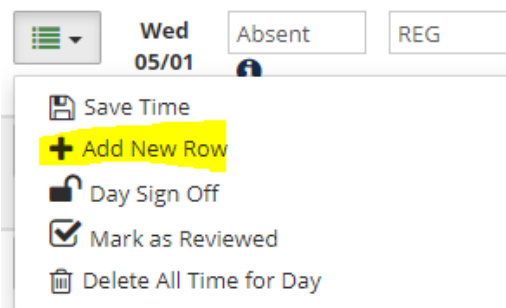 Wed
05/01
Absent
REG
Save Time
Add New Row
Day Sign Off
Mark as Reviewed
Delete All Time for Day